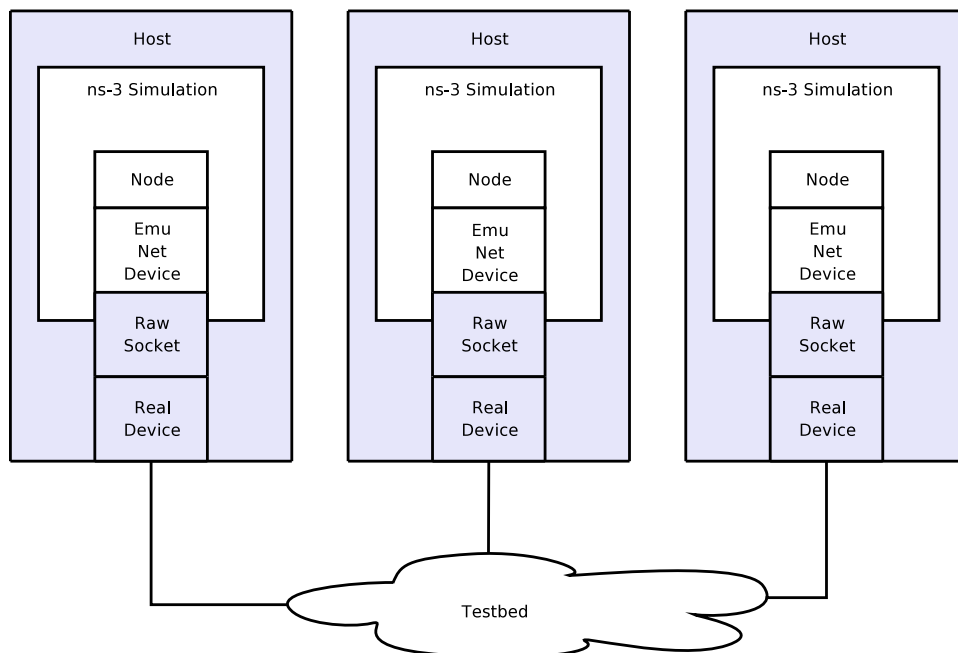 Host
ns-3 Simulation
Node
Emu
Net
Device
Raw
Socket
Real
Device
Host
ns-3 Simulation
Node
Emu
Net
Device
Raw
Socket
Real
Device
Host
ns-3 Simulation
Node
Emu
Net
Device
Raw
Socket
Real
Device
Testbed